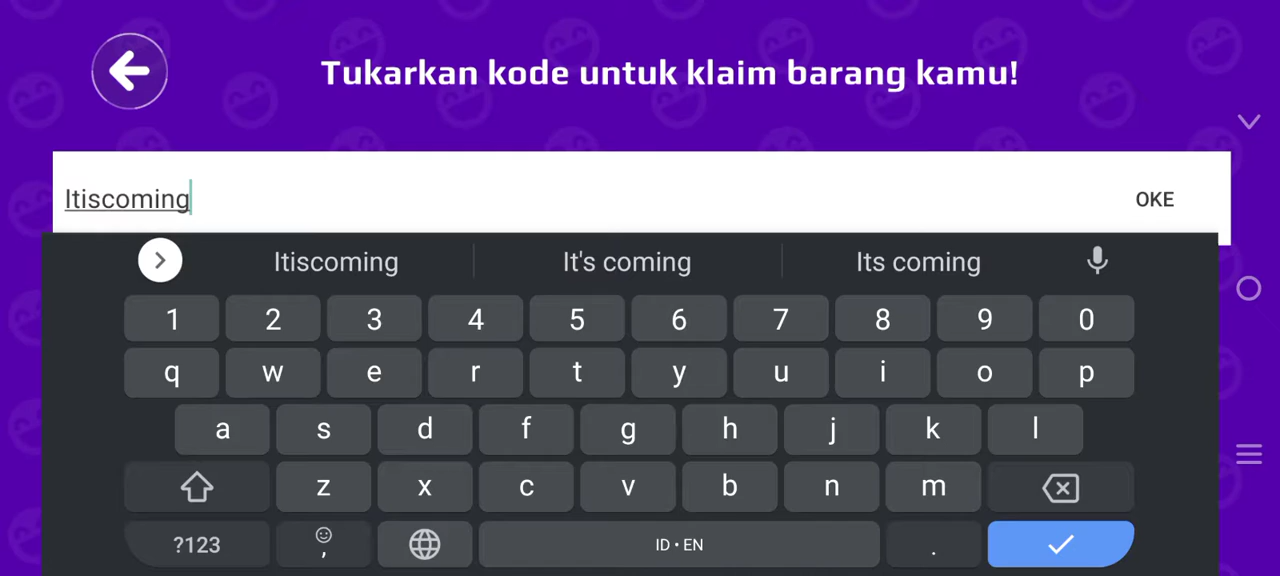 Tukarkan kode untuk klaim barang kamu!
Itiscoming
OKE
Itiscoming It's coming Its coming
1 2 3 4 5 6 7 8 9 0
q w e r t y u i o p
a s d f g h j k l
z x c v b n m
?123 , ID • EN .